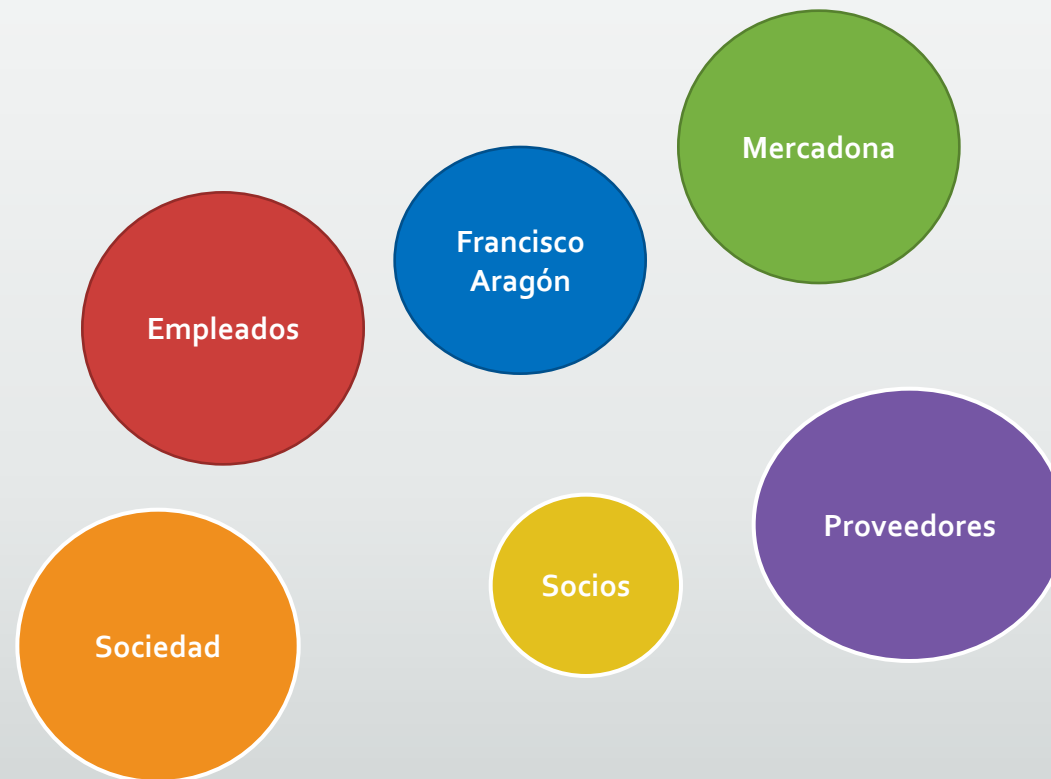 Mercadona
Francisco
Aragón
Empleados
Proveedores
Socios
Sociedad